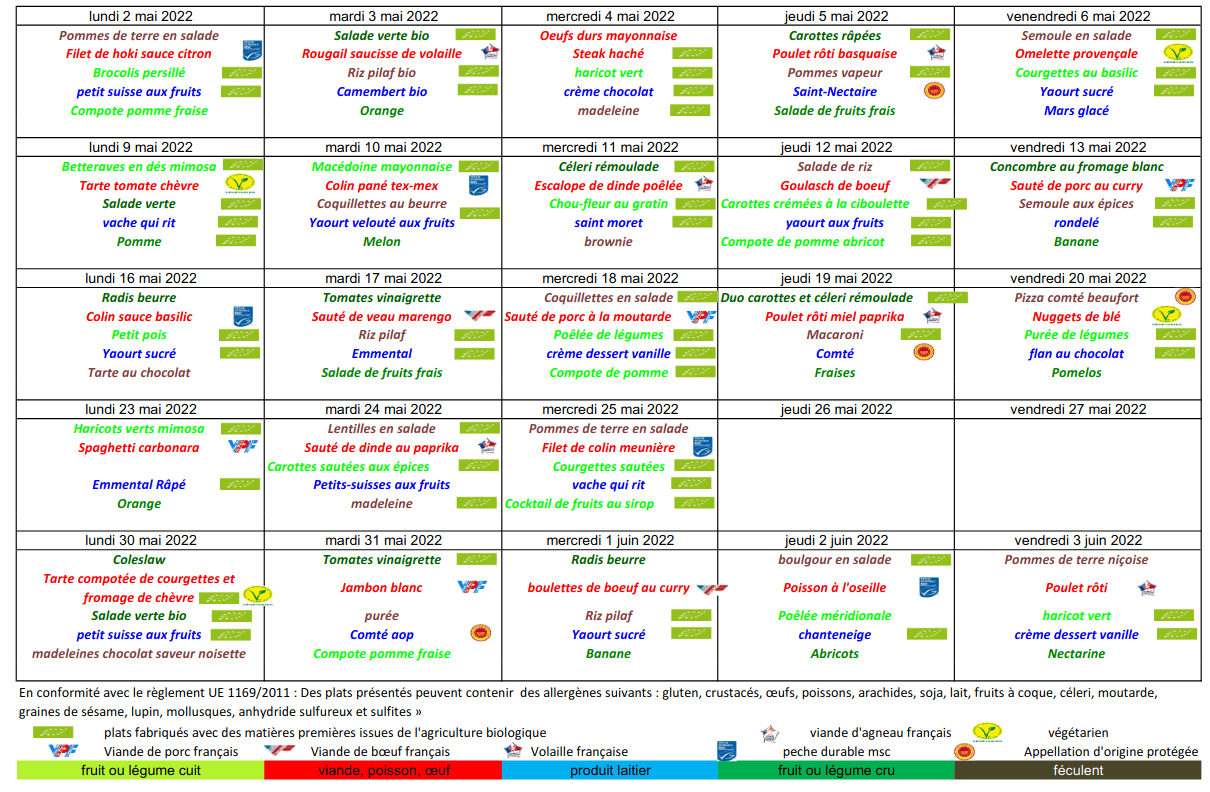 lundi 2 mai 2022
Pommes de terre en salade
Filet de hoki sauce citron
Brocolis persillé
petit suisse aux fruits
Compote pomme fraise
mardi 3 mai 2022
Salade verte bio
Rougail saucisse de volaille
Riz pilaf bio
Camembert bio
Orange
mercredi 4 mai 2022
Oeufs durs mayonnaise
Steak haché
haricot vert
crème chocolat
madeleine
jeudi 5 mai 2022
Carottes râpées
Poulet rôti basquaise
Pommes vapeur
Saint-Nectaire
Salade de fruits frais
venendredi 6 mai 2022
Semoule en salade
Omelette provençale
Courgettes au basilic
Yaourt sucré
Mars glacé
lundi 9 mai 2022
Betteraves en dés mimosa
Tarte tomate chèvre
Salade verte
vache qui rit
Pomme
mardi 10 mai 2022
Macédoine mayonnaise
Colin pané tex-mex
Coquillettes au beurre
Yaourt velouté aux fruits
Melon
mercredi 11 mai 2022
Céleri rémoulade
Escalope de dinde poêlée
Chou-fleur au gratin
saint moret
brownie
jeudi 12 mai 2022
Salade de riz
Goulasch de boeuf
Carottes crémées à la ciboulette
yaourt aux fruits
Compote de pomme abricot
vendredi 13 mai 2022
Concombre au fromage blanc
Sauté de porc au curry
Semoule aux épices
rondelé
Banane
lundi 16 mai 2022
Radis beurre
Colin sauce basilic
Petit pois
Yaourt sucré
Tarte au chocolat
mardi 17 mai 2022
Tomates vinaigrette
Sauté de veau marengo
Riz pilaf
Emmental
Salade de fruits frais
mercredi 18 mai 2022
Coquillettes en salade
Sauté de porc à la moutarde
Poêlée de légumes
crème dessert vanille
Compote de pomme
jeudi 19 mai 2022
Duo carottes et céleri rémoulade
Poulet rôti miel paprika
Macaroni
Comté
Fraises
vendredi 20 mai 2022
Pizza comté beaufort
Nuggets de blé
Purée de légumes
flan au chocolat
Pomelos
lundi 23 mai 2022
Haricots verts mimosa
Spaghetti carbonara
Emmental Râpé
Orange
mardi 24 mai 2022
Lentilles en salade
Sauté de dinde au paprika
Carottes sautées aux épices
Petits-suisses aux fruits
madeleine
mercredi 25 mai 2022
Pommes de terre en salade
Filet de colin meunière
Courgettes sautées
vache qui rit
Cocktail de fruits au sirop
jeudi 26 mai 2022
vendredi 27 mai 2022
lundi 30 mai 2022
Coleslaw
Tarte compotée de courgettes et
fromage de chèvre
Salade verte bio
petit suisse aux fruits
madeleines chocolat saveur noisette
mardi 31 mai 2022
Tomates vinaigrette
Jambon blanc
purée
Comté aop
Compote pomme fraise
mercredi 1 juin 2022
Radis beurre
boulettes de boeuf au curry
Riz pilaf
Yaourt sucré
Banane
jeudi 2 juin 2022
boulgour en salade
Poisson à l'oseille
Poêlée méridionale
chanteneige
Abricots
vendredi 3 juin 2022
Pommes de terre niçoise
Poulet rôti
haricot vert
crème dessert vanille
Nectarine
En conformité avec le règlement UE 1169/2011 : Des plats présentés peuvent contenir des allergènes suivants : gluten, crustacés, œufs, poissons, arachides, soja, lait, fruits à coque, céleri, moutarde,
graines de sésame, lupin, mollusques, anhydride sulfureux et sulfites »
plats fabriqués avec des matières premières issues de l'agriculture biologique
viande d'agneau français
végétarien
VPF
Viande de porc français
Viande de bœuf français
Volaille française
peche durable msc
Appellation d'origine protégée
fruit ou légume cuit
viande, poisson, œuf
produit laitier
fruit ou légume cru
féculent